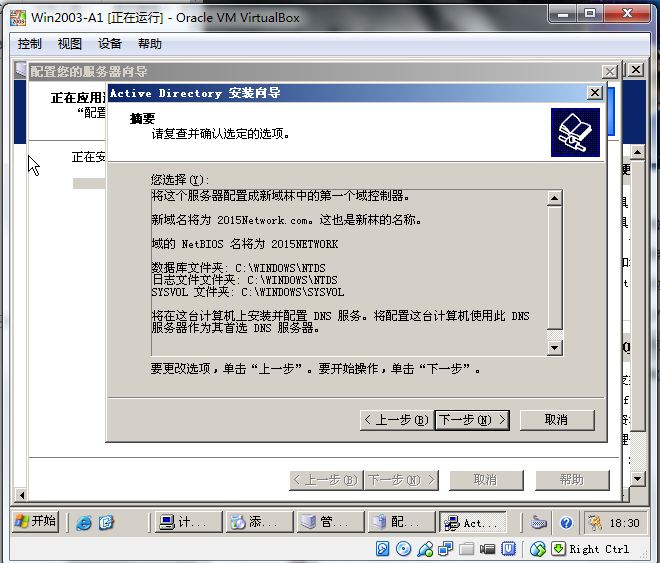 Win2003-A1 [正在运行] - Oracle VM VirtualBox
控制 视图 设备 帮助
配置您的服务器向导
Active Directory 安装向导
正在应用
“配置
正在安
摘要
请复查并确认选定的选项。
您选择(Y):
将这个服务器配置成新域林中的第一个域控制器。
新域名将为 2015Network.com。这也是新林的名称。
域的 NetBIOS 名将为 2015NETWORK
数据库文件夹: C:\WINDOWS\NTDS
日志文件文件夹: C:\WINDOWS\NTDS
SYSVOL 文件夹: C:\WINDOWS\SYSVOL
将在这台计算机上安装并配置 DNS 服务。将配置这台计算机使用此 DNS
服务器作为其首选 DNS 服务器。
要更改选项，单击“上一步”。要开始操作，单击“下一步”。
< 上一步(B) 下一步(N) > 取消
< 上一步(B) 下一步(N) > 取消 帮助
开始 计... 添... 管... 配... Act... 18:30
Right Ctrl